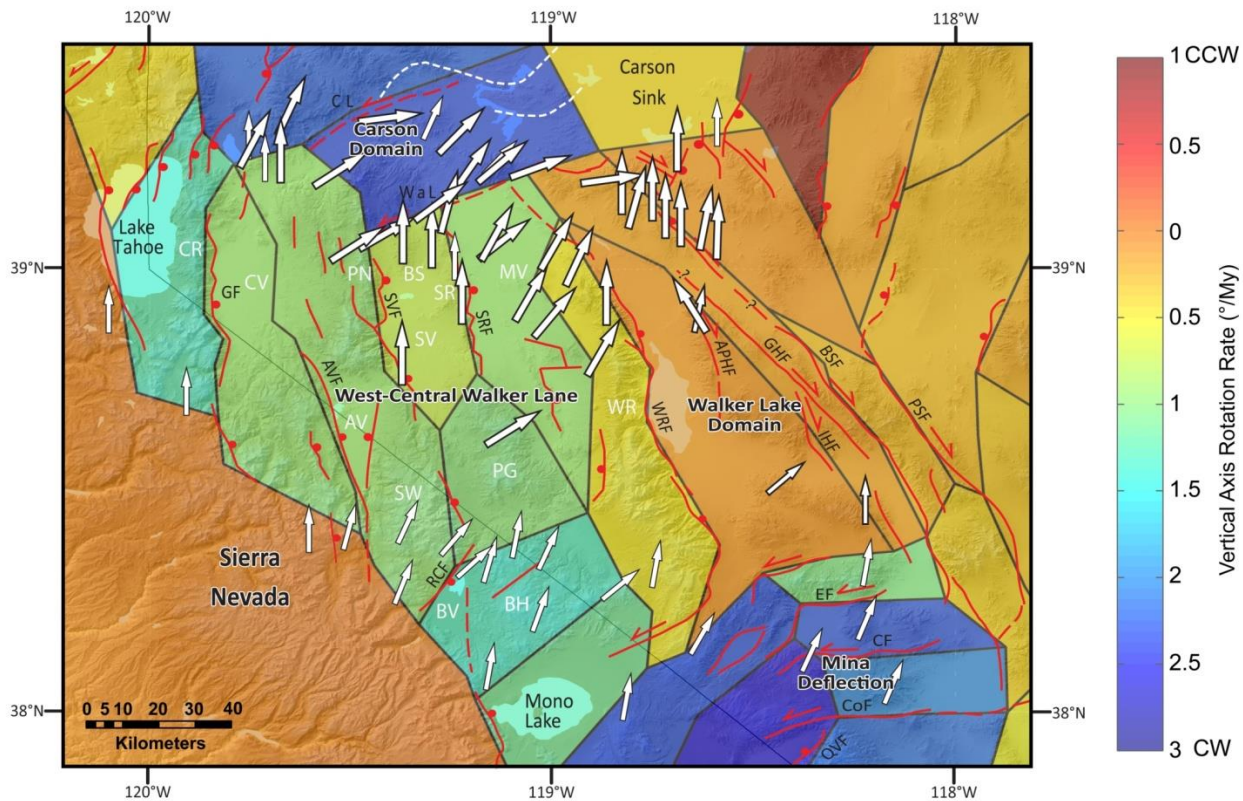 120°W
119°W
118°W
1 CCW
0
0.5
1
1.5
2
2.5
3 CW
Vertical Axis Rotation Rate (°/My)
Carson
Sink
CL
Carson
Domain
WaL
Lake
Tahoe
CR
39°N
39°N
CV
GF
PN
BS
MV
SVF
SR
SRF
SV
?
?
APHF
GHF
BSF
PSF
AVF
West-Central Walker Lane
WR
WRF
Walker Lake
Domain
IHF
AV
PG
SW
Sierra
Nevada
RCF
BV
BH
EF
CF
Mina
Deflection
Mono
Lake
CoF
QVF
38°N
38°N
0 5 10 20 30 40
Kilometers
120°W
119°W
118°W